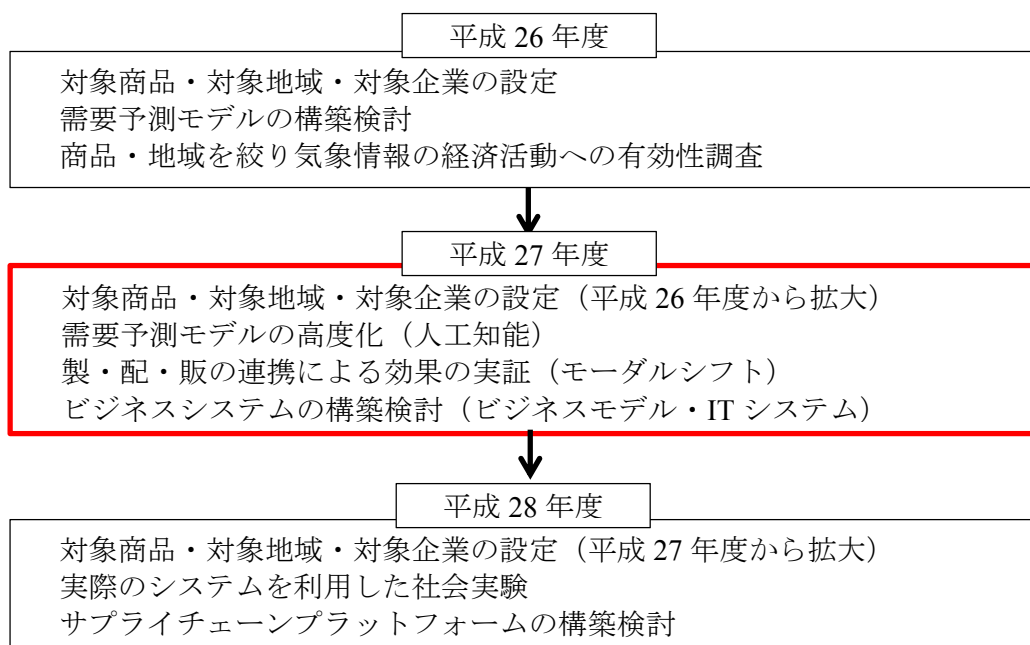 平成 26 年度
対象商品・対象地域・対象企業の設定
需要予測モデルの構築検討
商品・地域を絞り気象情報の経済活動への有効性調査
平成 27 年度
対象商品・対象地域・対象企業の設定（平成 26 年度から拡大）
需要予測モデルの高度化（人工知能）
製・配・販の連携による効果の実証（モーダルシフト）
ビジネスシステムの構築検討（ビジネスモデル・IT システム）
平成 28 年度
対象商品・対象地域・対象企業の設定（平成 27 年度から拡大）
実際のシステムを利用した社会実験
サプライチェーンプラットフォームの構築検討